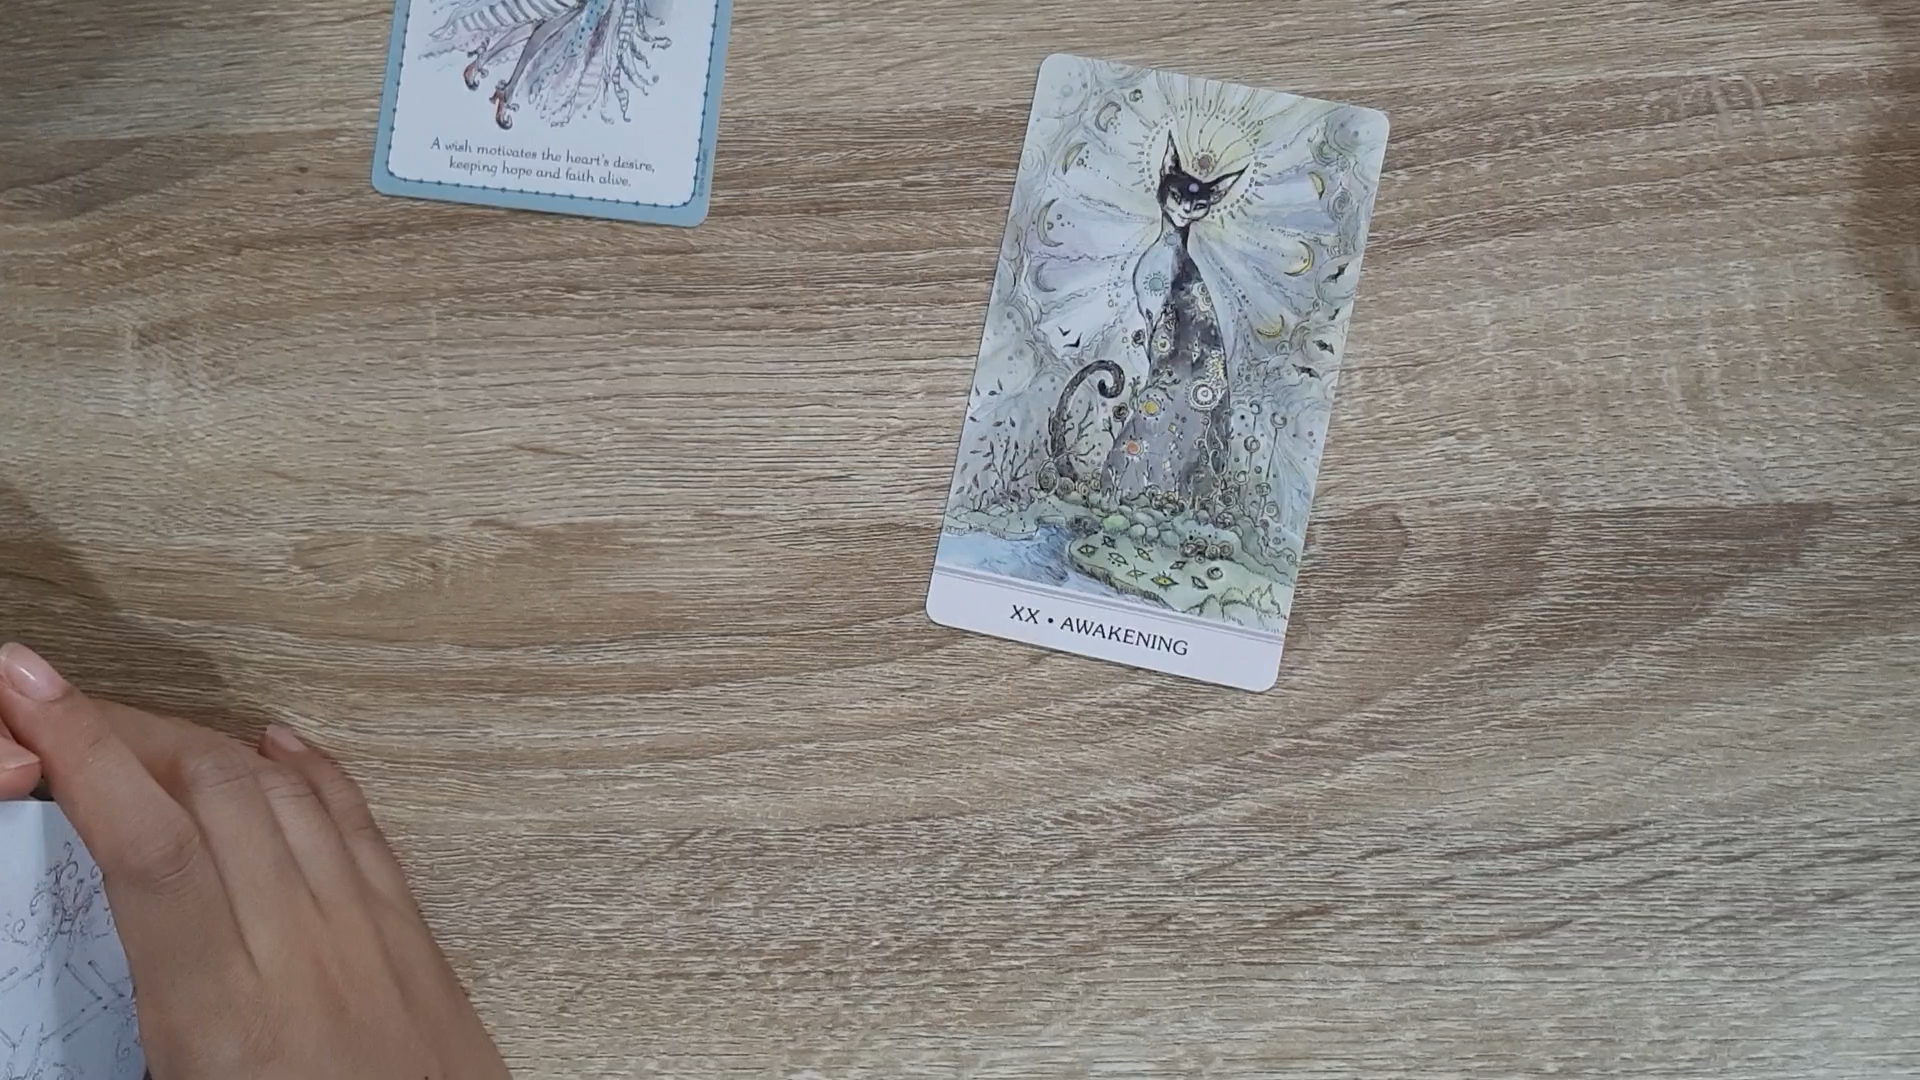 A wish motivates the heart's desire,
keeping hope and faith alive.
XX • AWAKENING